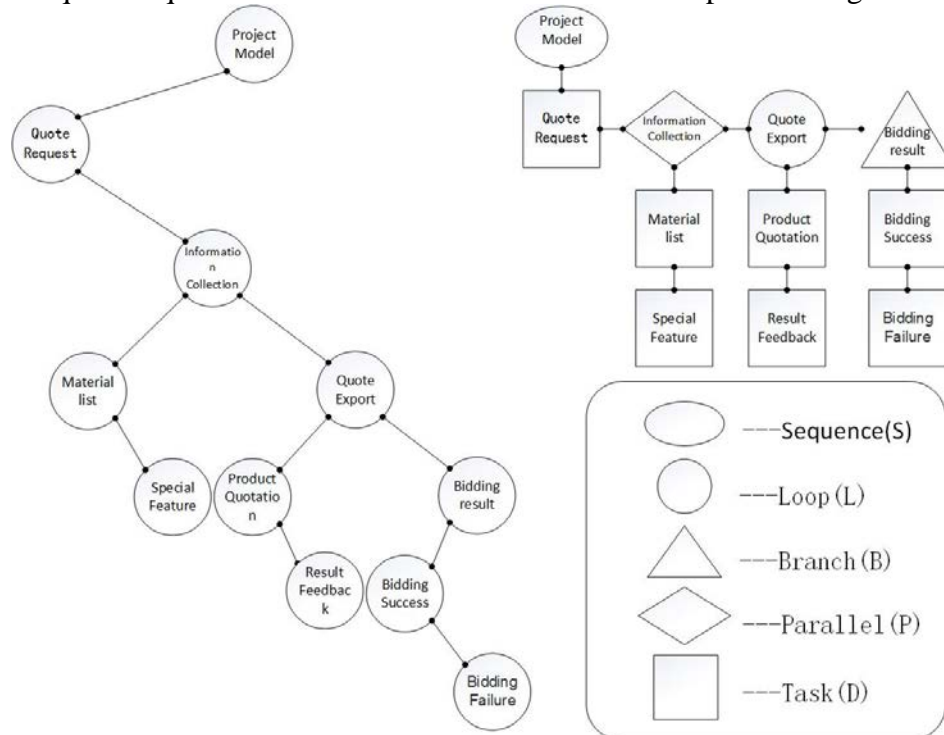 Project
Model
Quote
Request
Informatio
n
Collection
Material
list
Quote
Export
Special
Feature
Product
Quotatio
n
Bidding
result
Result
Feedbac
k
Bidding
Success
Bidding
Failure
Project
Model
Quote
Request
Information
Collection
Quote
Export
Bidding
result
Material
list
Product
Quotation
Bidding
Success
Special
Feature
Result
Feedback
Bidding
Failure
----Sequence(S)
----Loop(L)
----Branch(B)
----Parallel(P)
----Task(D)